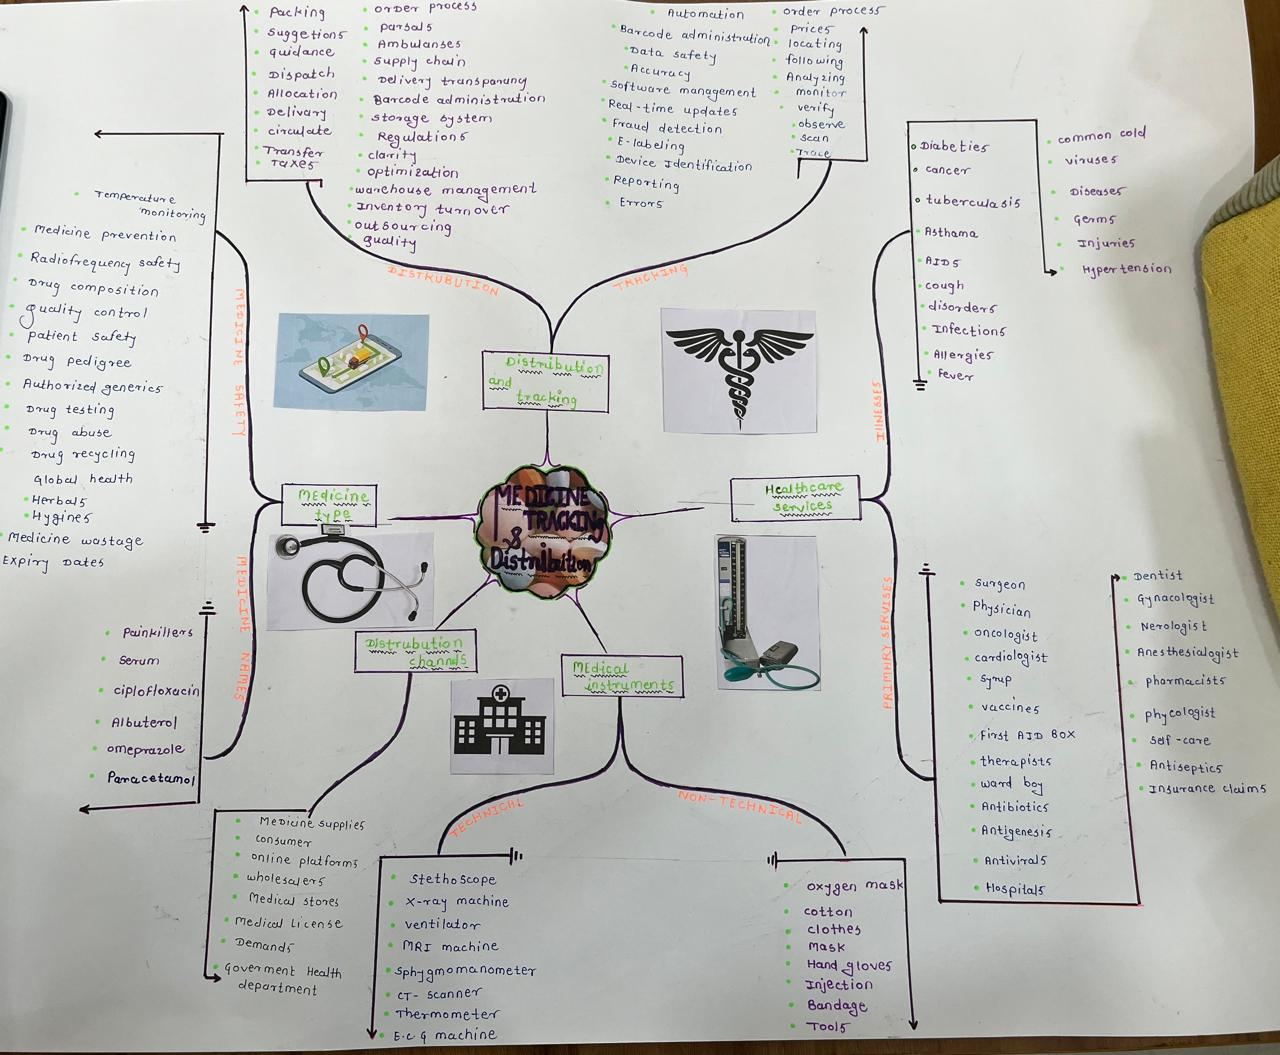 Packing
Suggetions
guidance
Dispatch
Allocation
Delivary
circulate
Transfer
Taxes
order process
parsals
Ambulanses
supply chain
Delivery transparancy
Barcode administrution
storage system
Regulations
clarity
optimization
warehouse management
Inventory turnover
outsourcing
quality
DISTRUBUTION
Automation
Barcode administration
Data safety
Accuracy
Software management
Real-time updates
Fraud detection
E-labeling
Device Identification
Reporting
Errors
order process
prices
locating
following
Analyzing
monitor
verify
observe
scan
Trace
TRACKING
Distribution
and
tracking
Diabeties
cancer
tuberculasis
Asthama
AIDS
cough
disorders
Infections
Allergies
Fever
common cold
viruses
Diseases
Germs
Injuries
Hypertension
Illnesses
Temperature
monitoring
Medicine prevention
Radiofrequency safety
Drug composition
quality control
patient safety
Drug pedigree
Authorized generics
Drug testing
Drug abuse
Drug recycling
Global health
Herbals
Hygines
Medicine wastage
Expiry Dates
MEDICINE SAFETY
MEdicine
type
MEDICINE
TRACKING
&
Distribution
Healthcare
services
MEDICINE NAMES
Painkillers
Serum
ciplofloxacin
Albuterol
omeprazole
Paracetamol
Distrubution
channels
MEdical
instruments
PRIMARY SERVISES
Surgeon
Physician
oncologist
cardiologist
Syrup
vaccines
First AID BOX
therapists
ward boy
Antibiotics
Antigenesis
Antivirals
Hospitals
Dentist
Gynacologist
Nerologist
Anesthesialogist
pharmacists
phycologist
self-care
Antiseptics
Insurance claims
Medicine supplies
consumer
online platforms
wholesalers
Medical stores
Medical License
Demands
Goverment Health
department
TECHNICAL
Stethoscope
X-ray machine
ventilator
MRI machine
Sphygmomanometer
CT- scanner
Thermometer
E.C.G machine
NON-TECHNICAL
oxygen mask
cotton
clothes
Mask
Hand gloves
Injection
Bandage
Tools